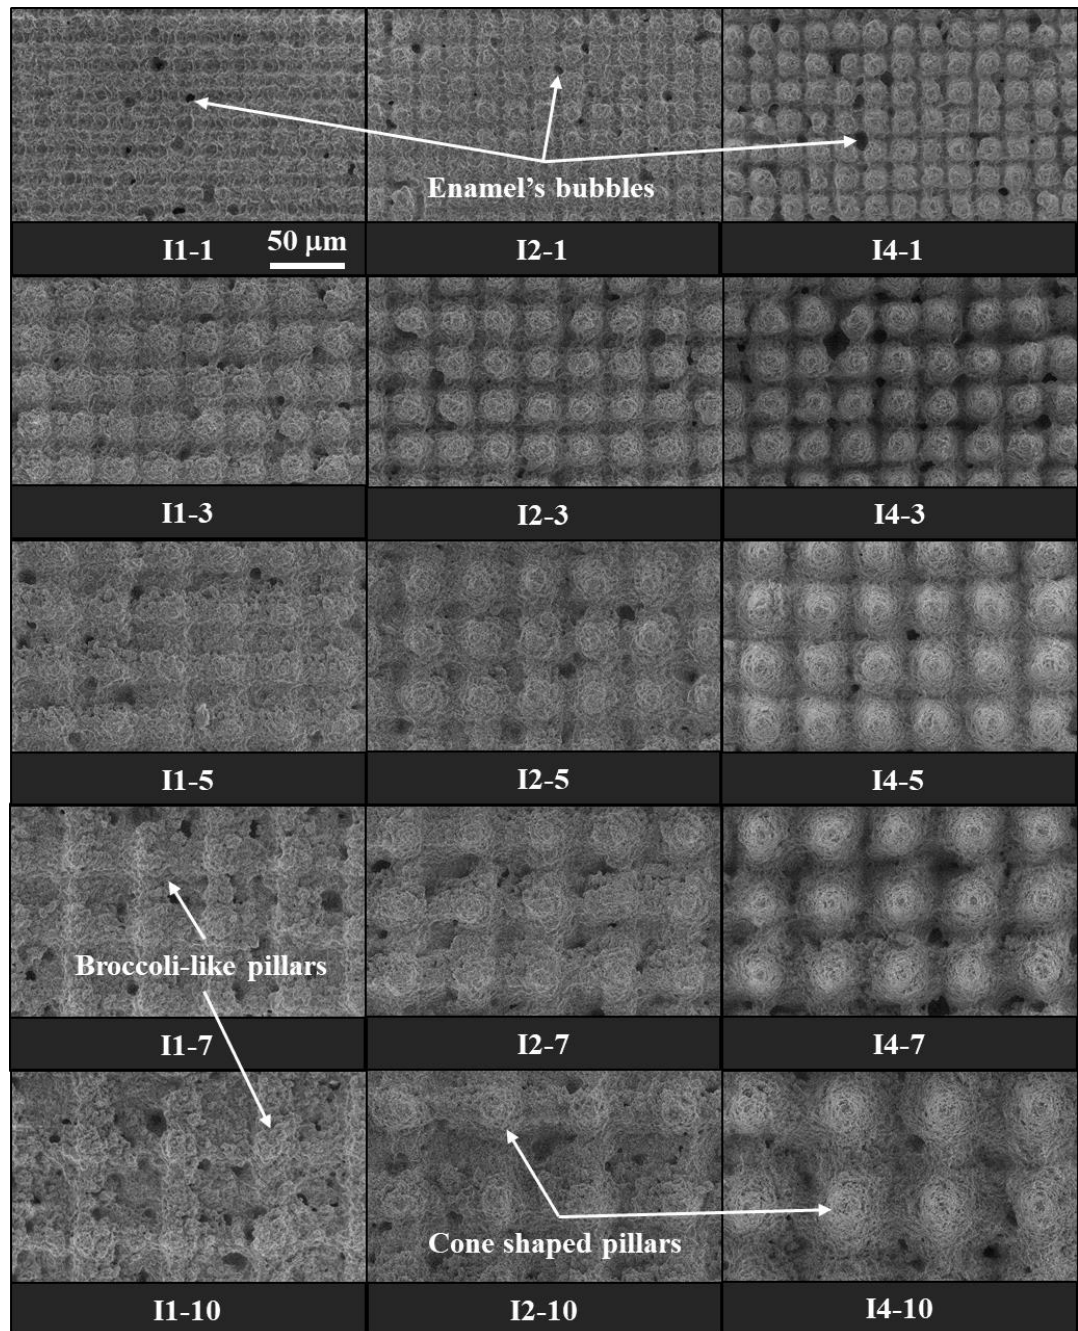 Enamel's bubbles
I1-1
50 μm
I2-1
I4-1
I1-3
I2-3
I4-3
I1-5
I2-5
I4-5
Broccoli-like pillars
I1-7
I2-7
I4-7
Cone shaped pillars
I1-10
I2-10
I4-10